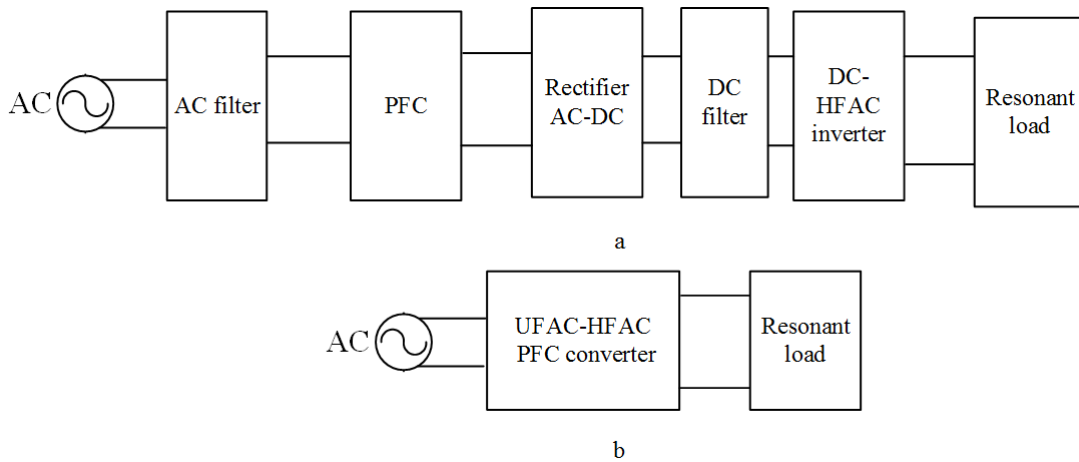 AC
AC filter
PFC
Rectifier
AC-DC
DC
filter
DC-
HFAC
inverter
Resonant
load
a
AC
UFAC-HFAC
PFC converter
Resonant
load
b